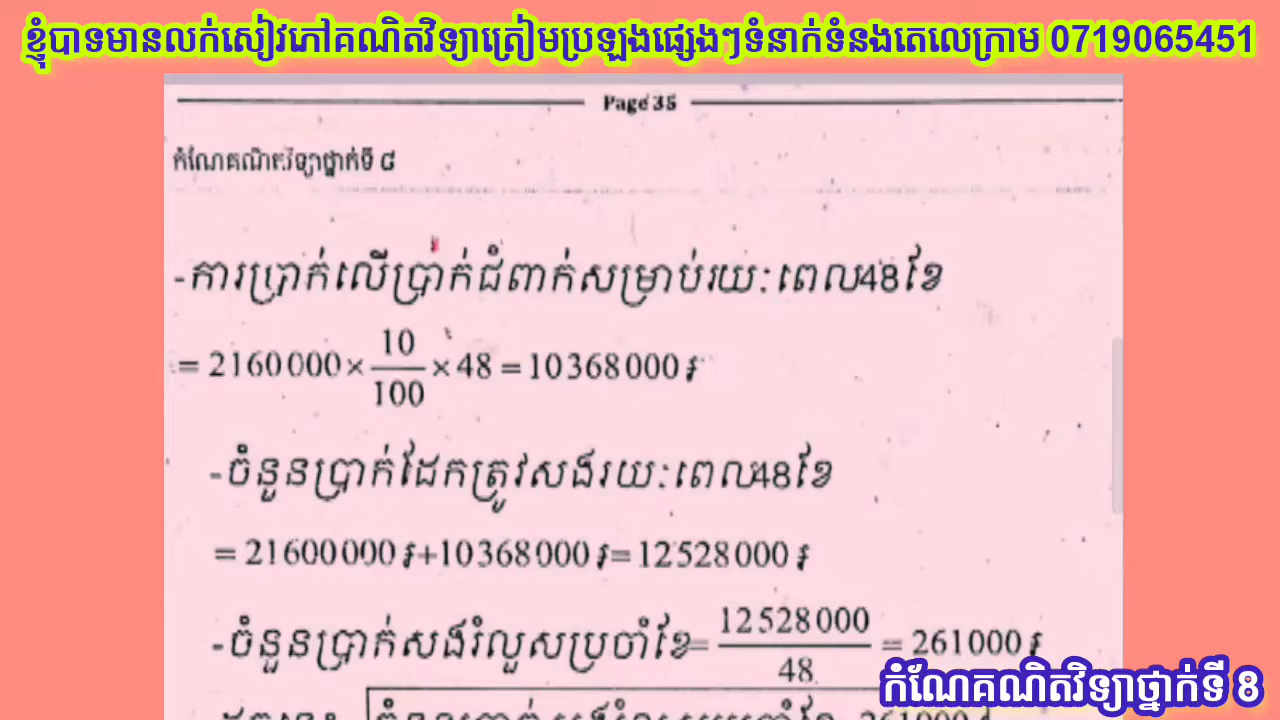 ខ្ញុំបាទមានលក់សៀវភៅគណិតវិទ្យាត្រៀមប្រឡងផ្សេងៗទំនាក់ទំនងតេលេក្រាម 0719065451
Page 35
កំណែគណិតវិទ្យាថ្នាក់ទី ៨
-ការប្រាក់លើប្រាក់ជំពាក់សម្រាប់រយៈពេល48ខែ
= 2160000 × 10/100 × 48 = 10368000 ៛
-ចំនួនប្រាក់ដែកត្រូវសងរយៈពេល48ខែ
= 21600000 ៛+10368000 ៛= 12528000 ៛
-ចំនួនប្រាក់សងរំលួសប្រចាំខែ= 12528000/48 = 261000 ៛
កំណែគណិតវិទ្យាថ្នាក់ទី 8